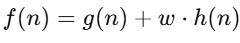 f(n) = g(n) + w · h(n)